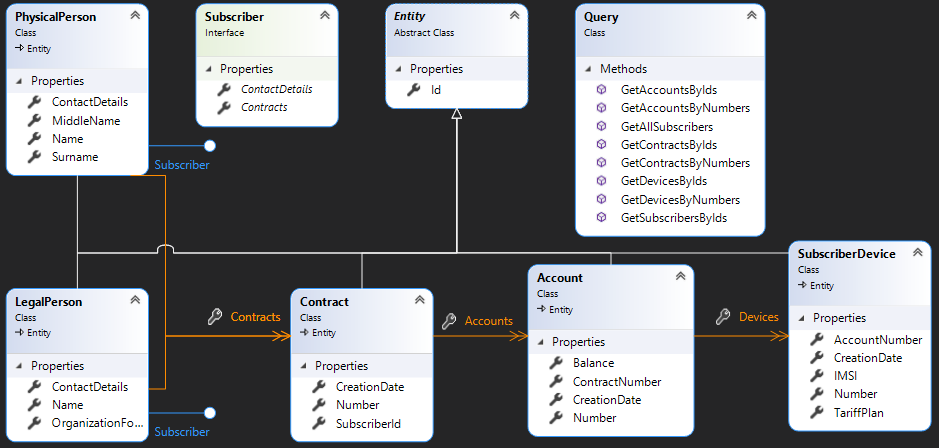 PhysicalPerson
Class
Entity
Properties
ContactDetails
MiddleName
Name
Surname
Subscriber
Subscriber
Interface
Properties
ContactDetails
Contracts
Entity
Abstract Class
Properties
Id
Query
Class
Methods
GetAccountsByIds
GetAccountsByNumbers
GetAllSubscribers
GetContractsByIds
GetContractsByNumbers
GetDevicesByIds
GetDevicesByNumbers
GetSubscribersByIds
LegalPerson
Class
Entity
Properties
ContactDetails
Name
OrganizationFo...
Subscriber
Contracts
Contract
Class
Entity
Properties
CreationDate
Number
SubscriberId
Accounts
Account
Class
Entity
Properties
Balance
ContractNumber
CreationDate
Number
Devices
SubscriberDevice
Class
Entity
Properties
AccountNumber
CreationDate
IMSI
Number
TariffPlan